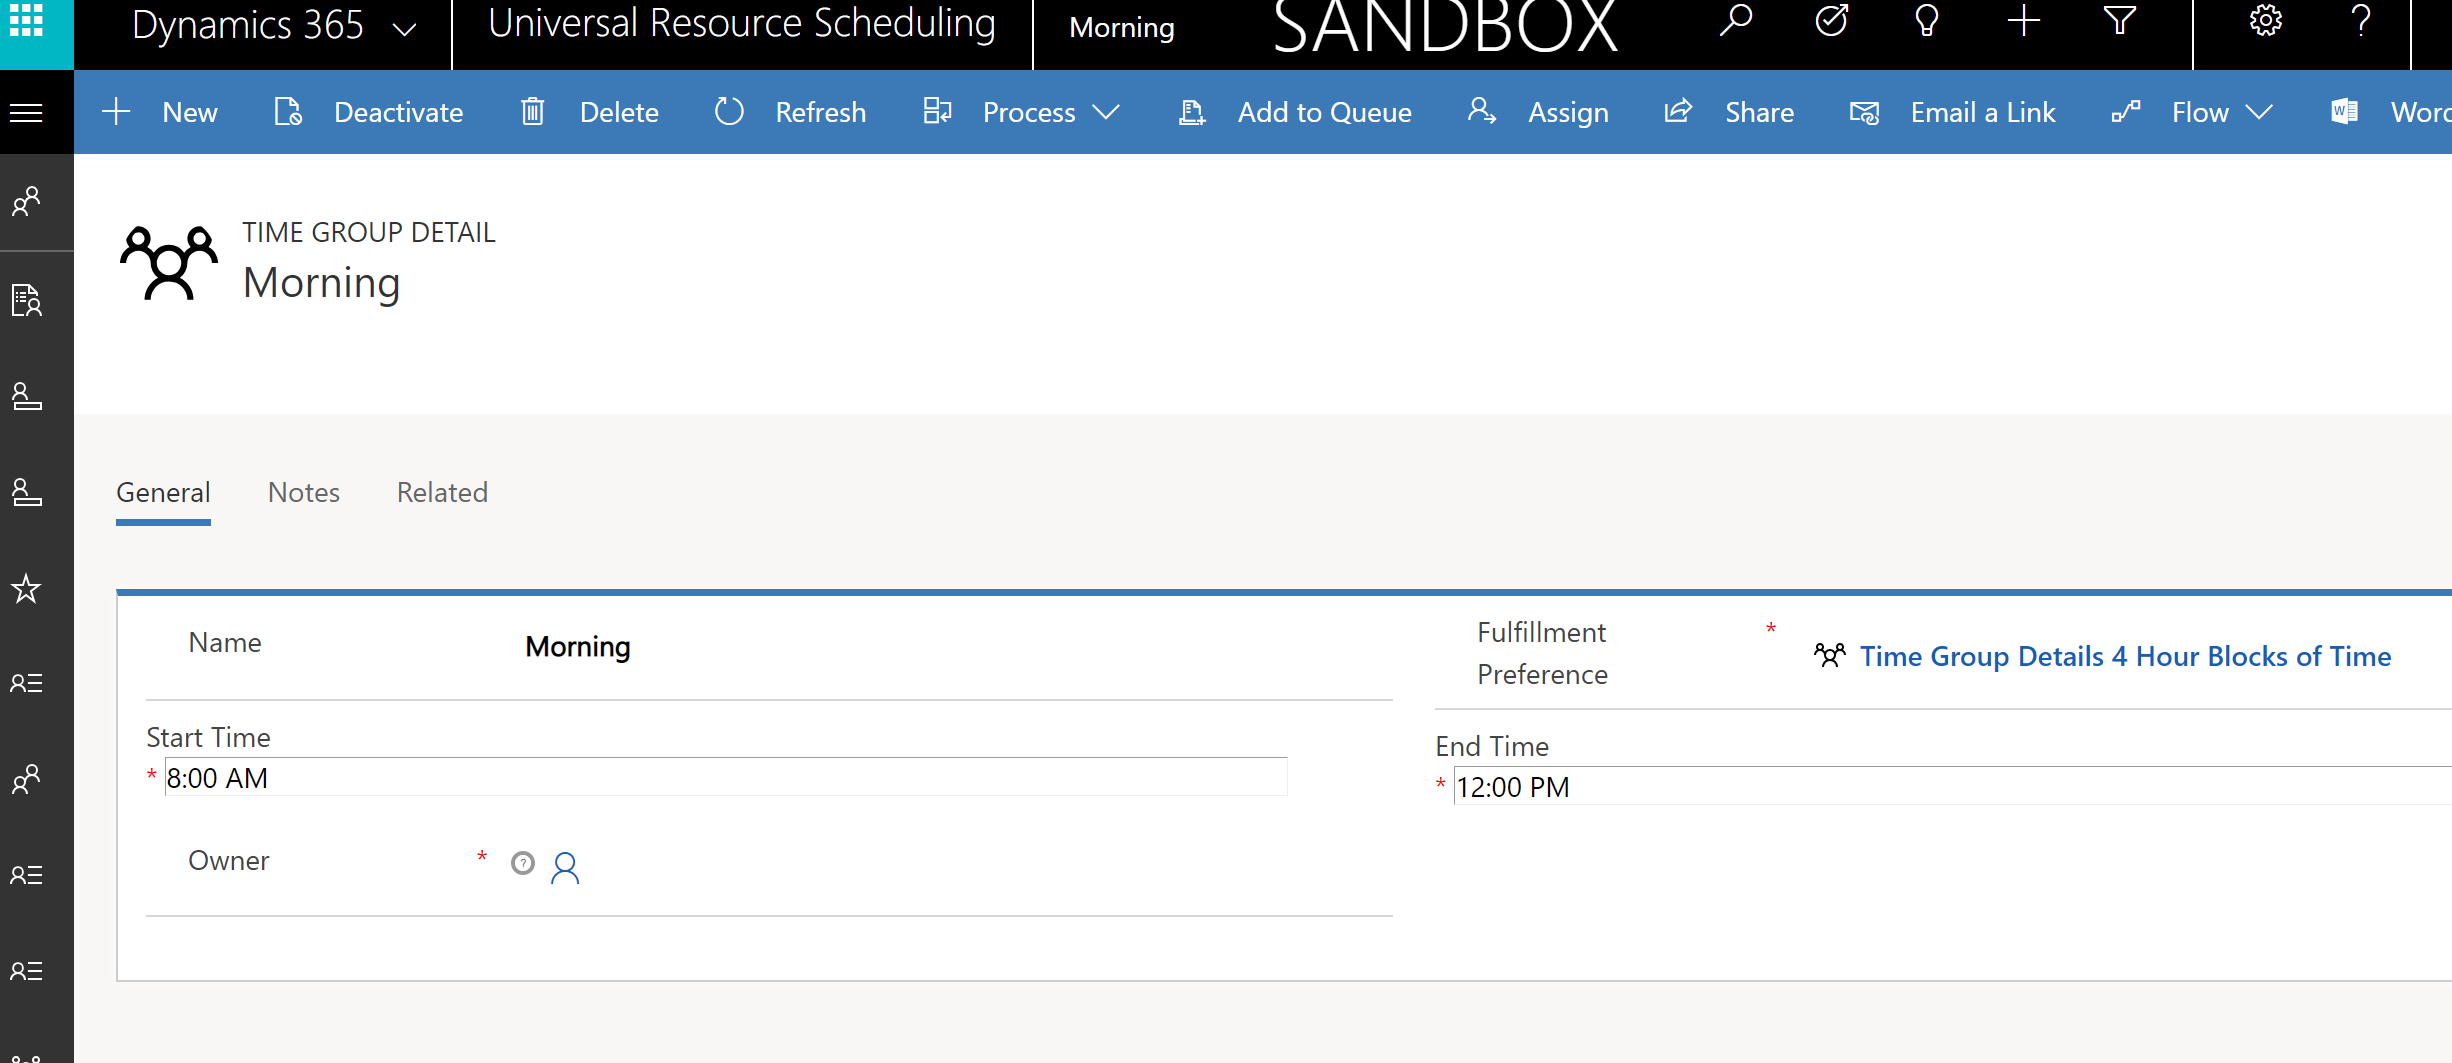 Dynamics 365
Universal Resource Scheduling
Morning
SANDBOX
New
Deactivate
Delete
Refresh
Process
Add to Queue
Assign
Share
Email a Link
Flow
TIME GROUP DETAIL
Morning
General
Notes
Related
Name
Morning
Fulfillment
Preference
*
Time Group Details 4 Hour Blocks of Time
Start Time
* 8:00 AM
End Time
* 12:00 PM
Owner
*